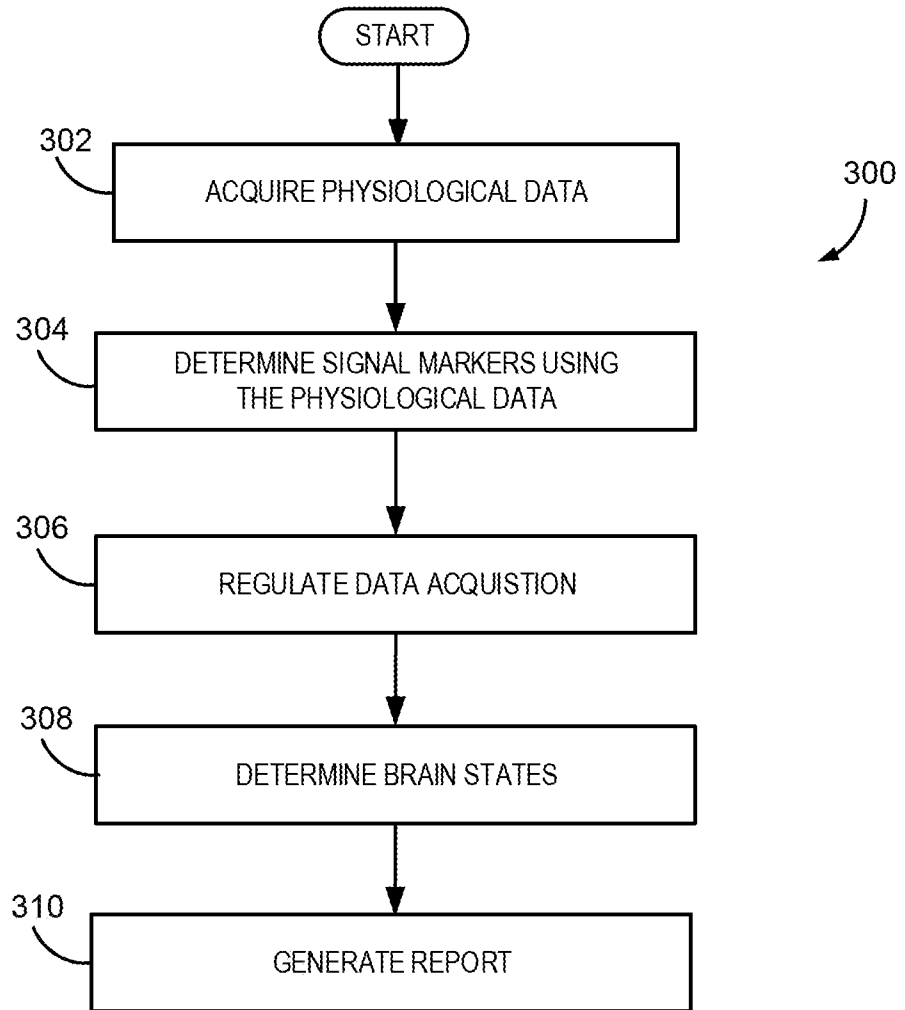 START
302
ACQUIRE PHYSIOLOGICAL DATA
300
304
DETERMINE SIGNAL MARKERS USING
THE PHYSIOLOGICAL DATA
306
REGULATE DATA ACQUISTION
308
DETERMINE BRAIN STATES
310
GENERATE REPORT